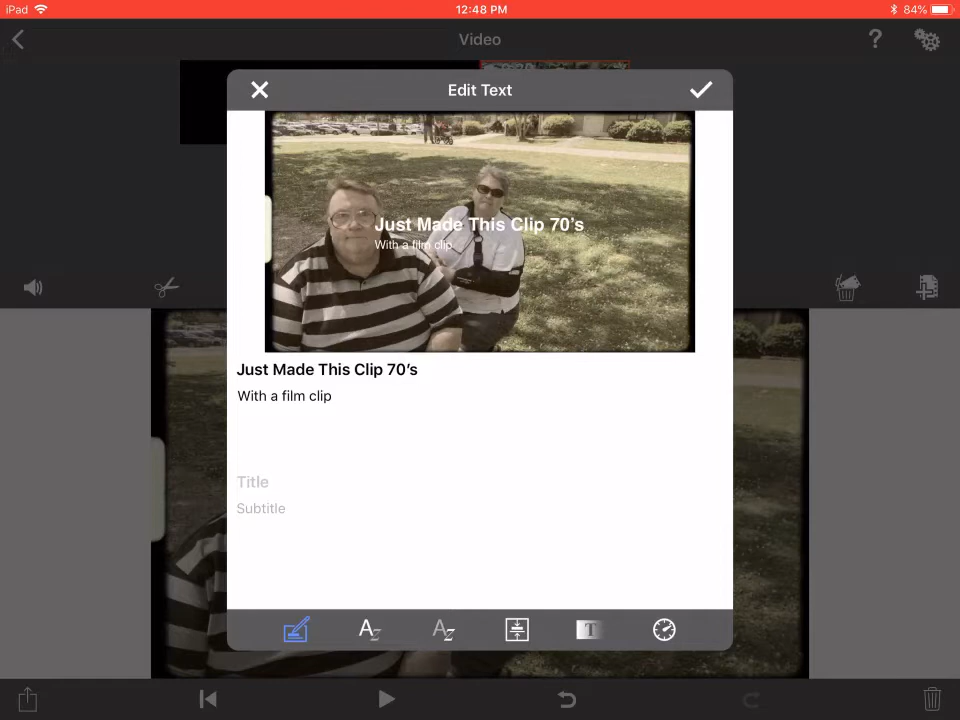 iPad 12:48 PM 84%
Video ?
Edit Text
Just Made This Clip 70's
With a film clip
Just Made This Clip 70's
With a film clip
Title
Subtitle